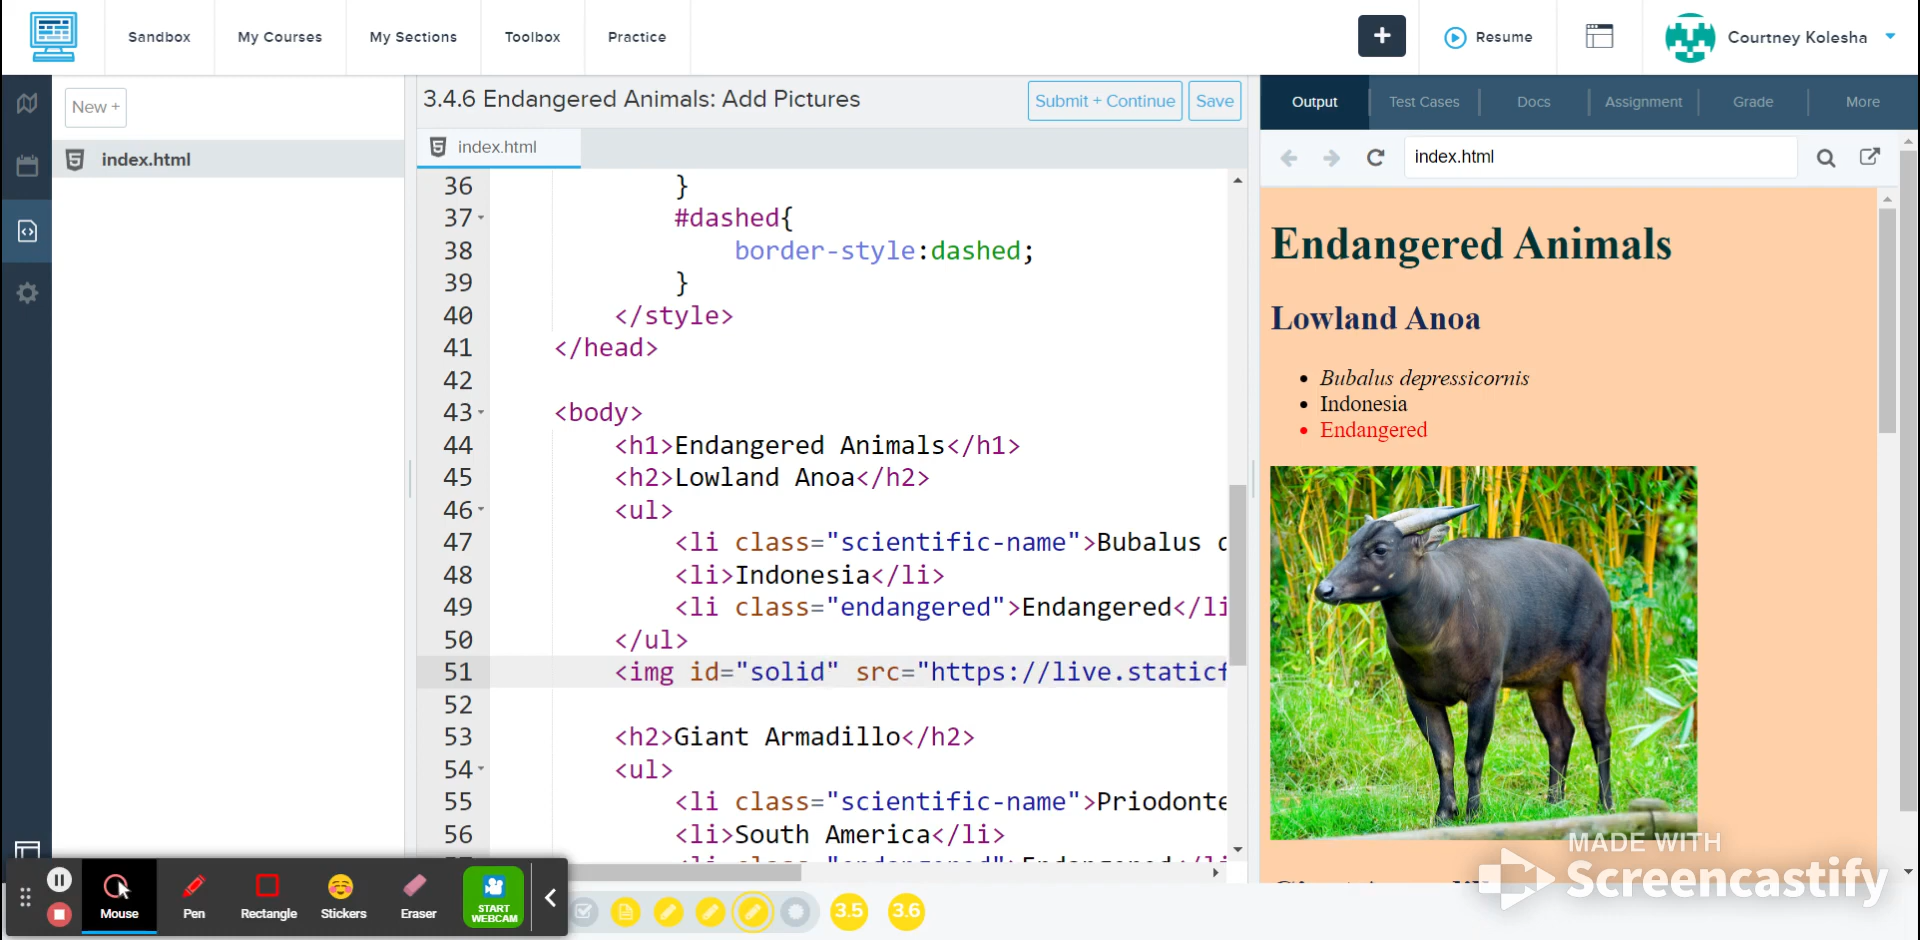 Sandbox
My Courses
My Sections
Toolbox
Practice
+
Resume
Courtney Kolesha
New +
index.html
3.4.6 Endangered Animals: Add Pictures
Submit + Continue
Save
index.html
36 }
37 #dashed{
38 border-style:dashed;
39 }
40 </style>
41 </head>
42
43 <body>
44 <h1>Endangered Animals</h1>
45 <h2>Lowland Anoa</h2>
46 <ul>
47 <li class="scientific-name">Bubalus
48 <li>Indonesia</li>
49 <li class="endangered">Endangered</li
50 </ul>
51 <img id="solid" src="https://live.staticf
52
53 <h2>Giant Armadillo</h2>
54 <ul>
55 <li class="scientific-name">Priodonte
56 <li>South America</li>
Output
Test Cases
Docs
Assignment
Grade
More
index.html
Endangered Animals
Lowland Anoa
• Bubalus depressicornis
• Indonesia
• Endangered
MADE WITH
Screencastify
Mouse
Pen
Rectangle
Stickers
Eraser
START
WEBCAM
3.5
3.6